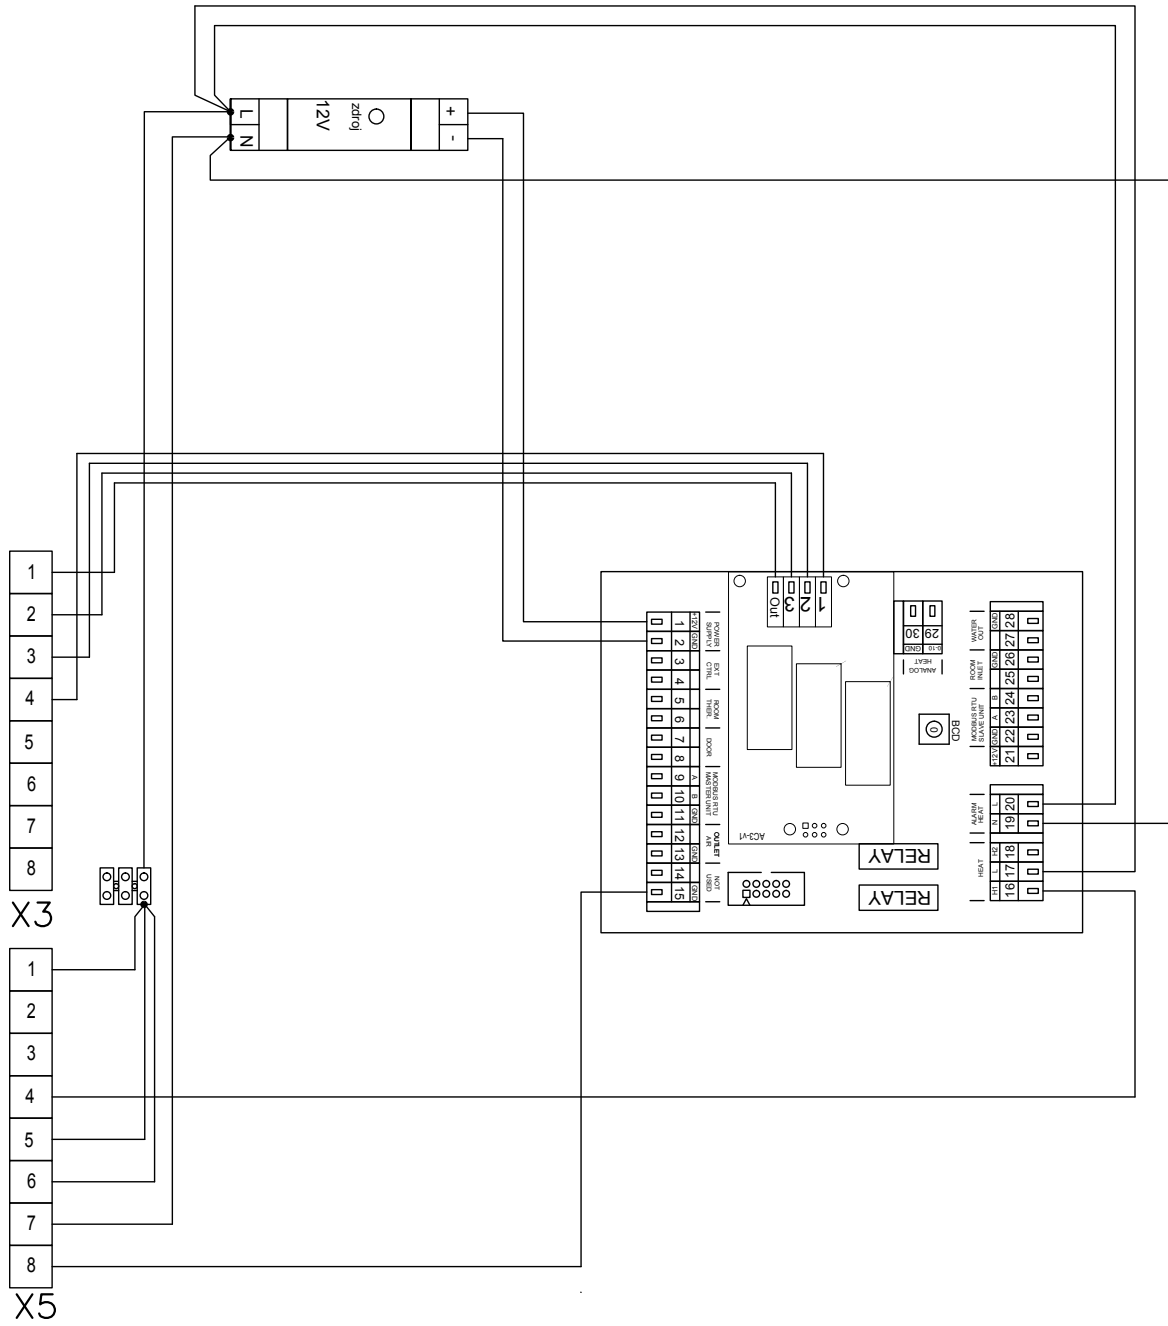 L
N
12V
zdroj
+
-
1
2
3
4
5
6
7
8
X3
1
2
3
4
5
6
7
8
X5
1 +12V
2 GND
3
4
5
6
7
8
9 A
10 B
11 GND
12
13 GND
14
15 GND
POWER
SUPPLY
EXT
CTRL
ROOM
THER.
DOOR
MODBUS RTU
MASTER UNIT
OUTLET
AIR
NOT
USED
Out
3
2
1
AC3-v1
30 29
GND 0-10
ANALOG
HEAT
0
BCD
RELAY
RELAY
WATER
OUT
ROOM
INLET
MODBUS RTU
SLAVE UNIT
GND 28
27
GND 26
25
B 24
A 23
GND 22
+12V 21
ALARM
HEAT
L 20
N 19
HEAT
H2 18
L 17
H1 16